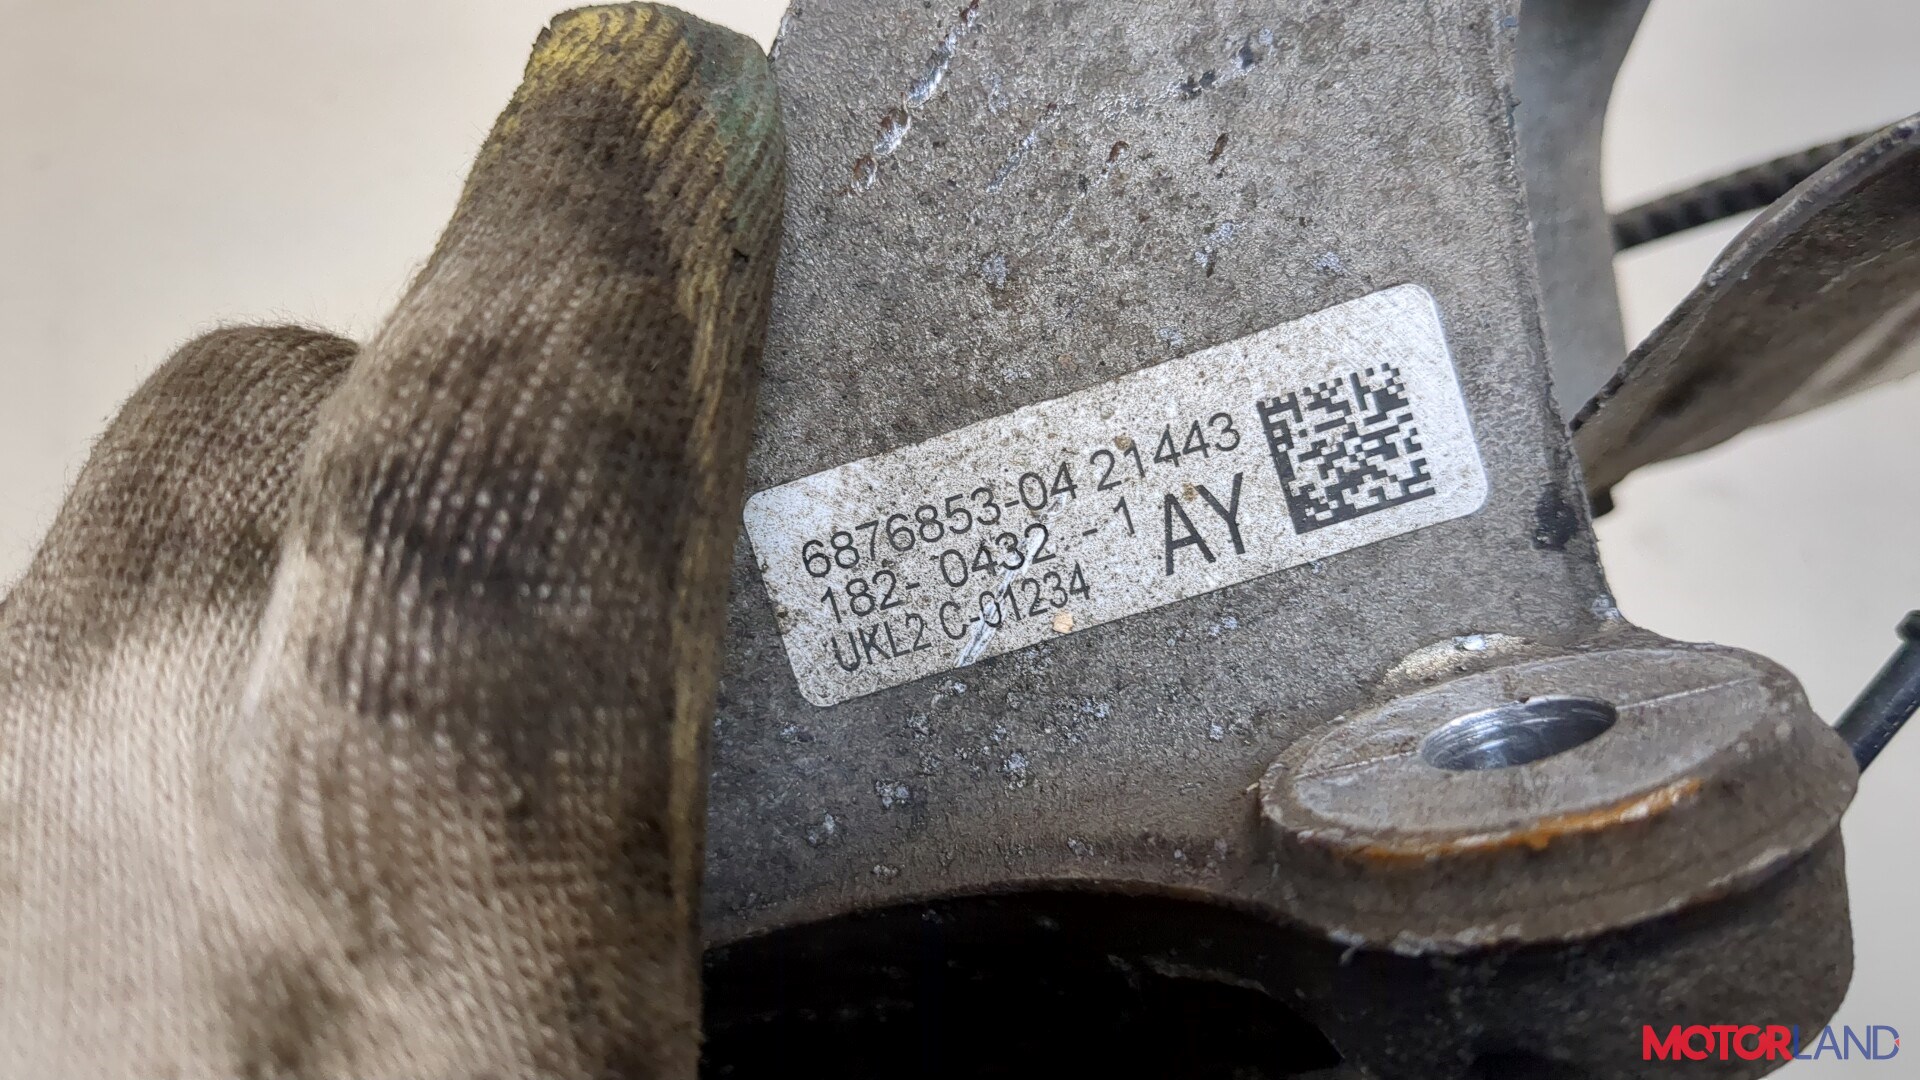 6876853-04 21443
182- 0432 - 1 AY
UKL2 C-01234
MOTORLAND